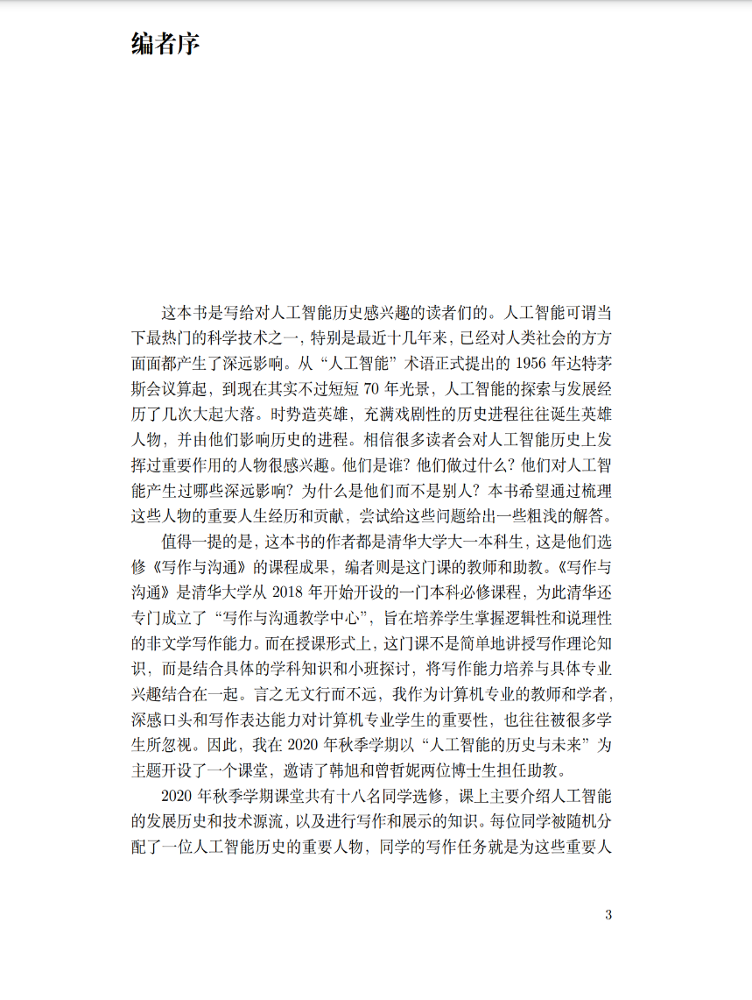 编者序
这本书是写给对人工智能历史感兴趣的读者们的。人工智能可谓当
下最热门的科学技术之一，特别是最近十几年来，已经对人类社会的方方
面面都产生了深远影响。从“人工智能”术语正式提出的 1956 年达特茅
斯会议算起，到现在其实不过短短 70 年光景，人工智能的探索与发展经
历了几次大起大落。时势造英雄，充满戏剧性的历史进程往往诞生英雄
人物，并由他们影响历史的进程。相信很多读者会对人工智能历史上发
挥过重要作用的人物很感兴趣。他们是谁？他们做过什么？他们对人工智
能产生过哪些深远影响？为什么是他们而不是别人？本书希望通过梳理
这些人物的重要人生经历和贡献，尝试给这些问题给出一些粗浅的解答。
值得一提的是，这本书的作者都是清华大学大一本科生，这是他们选
修《写作与沟通》的课程成果，编者则是这门课的教师和助教。《写作与
沟通》是清华大学从 2018 年开始开设的一门本科必修课程，为此清华还
专门成立了“写作与沟通教学中心”，旨在培养学生掌握逻辑性和说理性
的非文学写作能力。而在授课形式上，这门课不是简单地讲授写作理论知
识，而是结合具体的学科知识和小班探讨，将写作能力培养与具体专业
兴趣结合在一起。言之无文行而不远，我作为计算机专业的教师和学者，
深感口头和写作表达能力对计算机专业学生的重要性，也往往被很多学
生所忽视。因此，我在 2020 年秋季学期以“人工智能的历史与未来”为
主题开设了一个课堂，邀请了韩旭和曾哲妮两位博士生担任助教。
2020 年秋季学期课堂共有十八名同学选修，课上主要介绍人工智能
的发展历史和技术源流，以及进行写作和展示的知识。每位同学被随机分
配了一位人工智能历史的重要人物，同学的写作任务就是为这些重要人
3